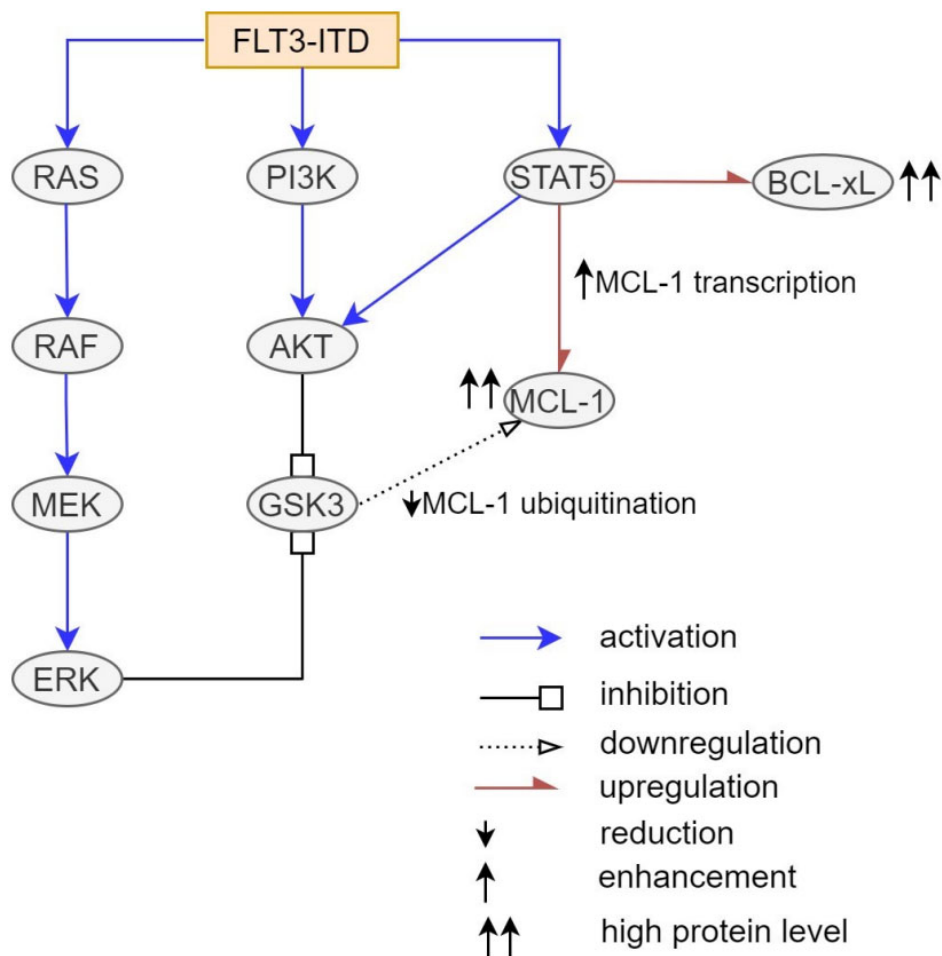 FLT3-ITD
RAS
PI3K
STAT5
BCL-xL
MCL-1 transcription
RAF
AKT
MCL-1
MEK
GSK3
MCL-1 ubiquitination
ERK
activation
inhibition
downregulation
upregulation
reduction
enhancement
high protein level